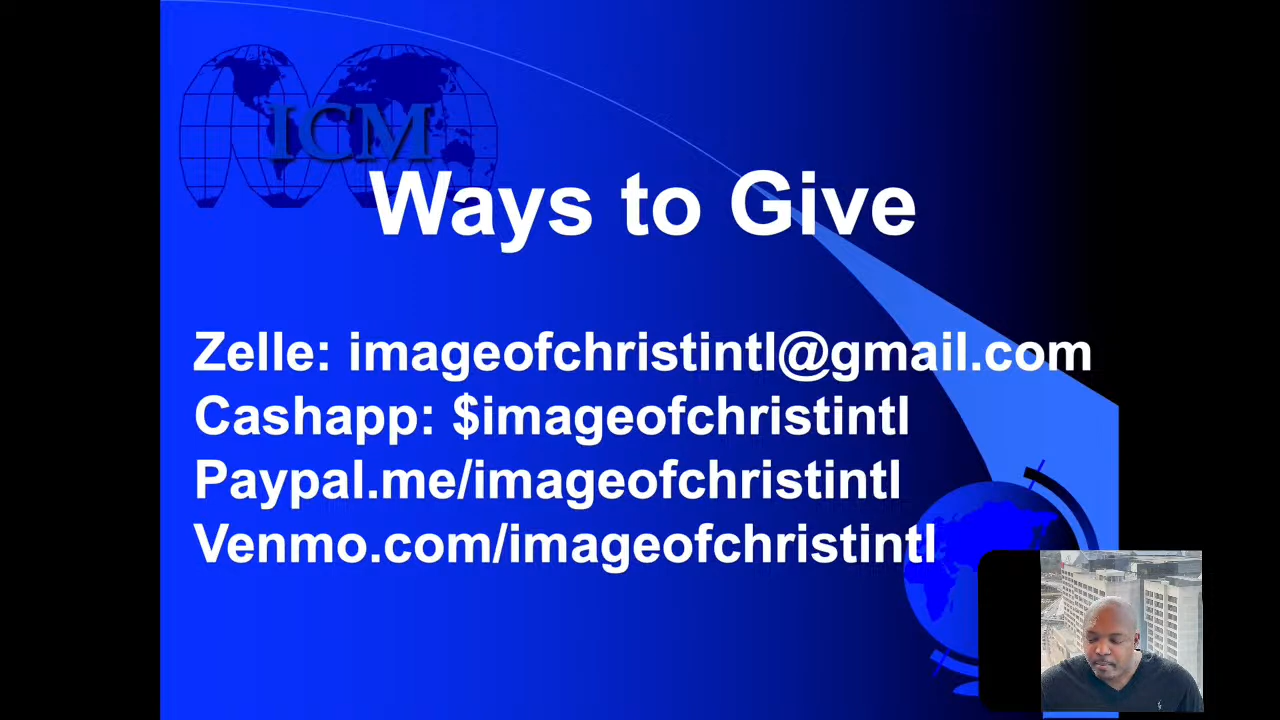 ICM
Ways to Give
Zelle: imageofchristintl@gmail.com
Cashapp: $imageofchristintl
Paypal.me/imageofchristintl
Venmo.com/imageofchristintl